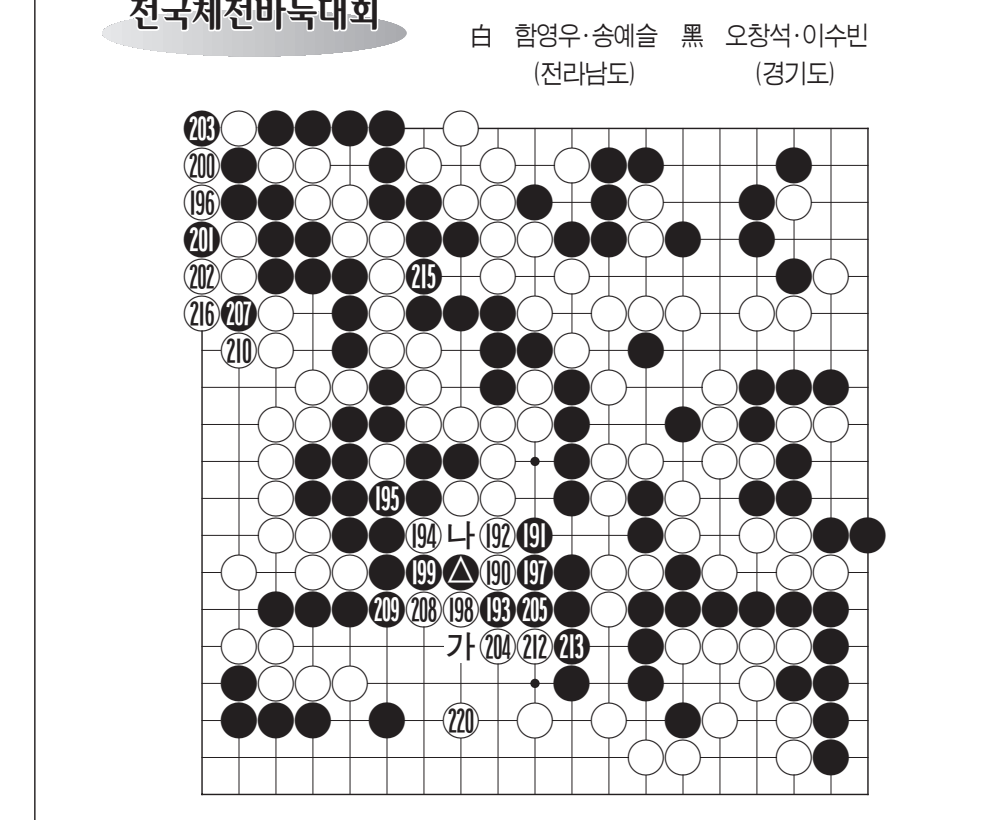 전국체전바둑대회
白 함영우·송예슬 黑 오창석·이수빈
(전라남도) (경기도)
203
200
196
201
202 215
216 207
210
195
194 나 192 191
199 △ 190 197
209 208 198 193 205
가 204 212 213
220